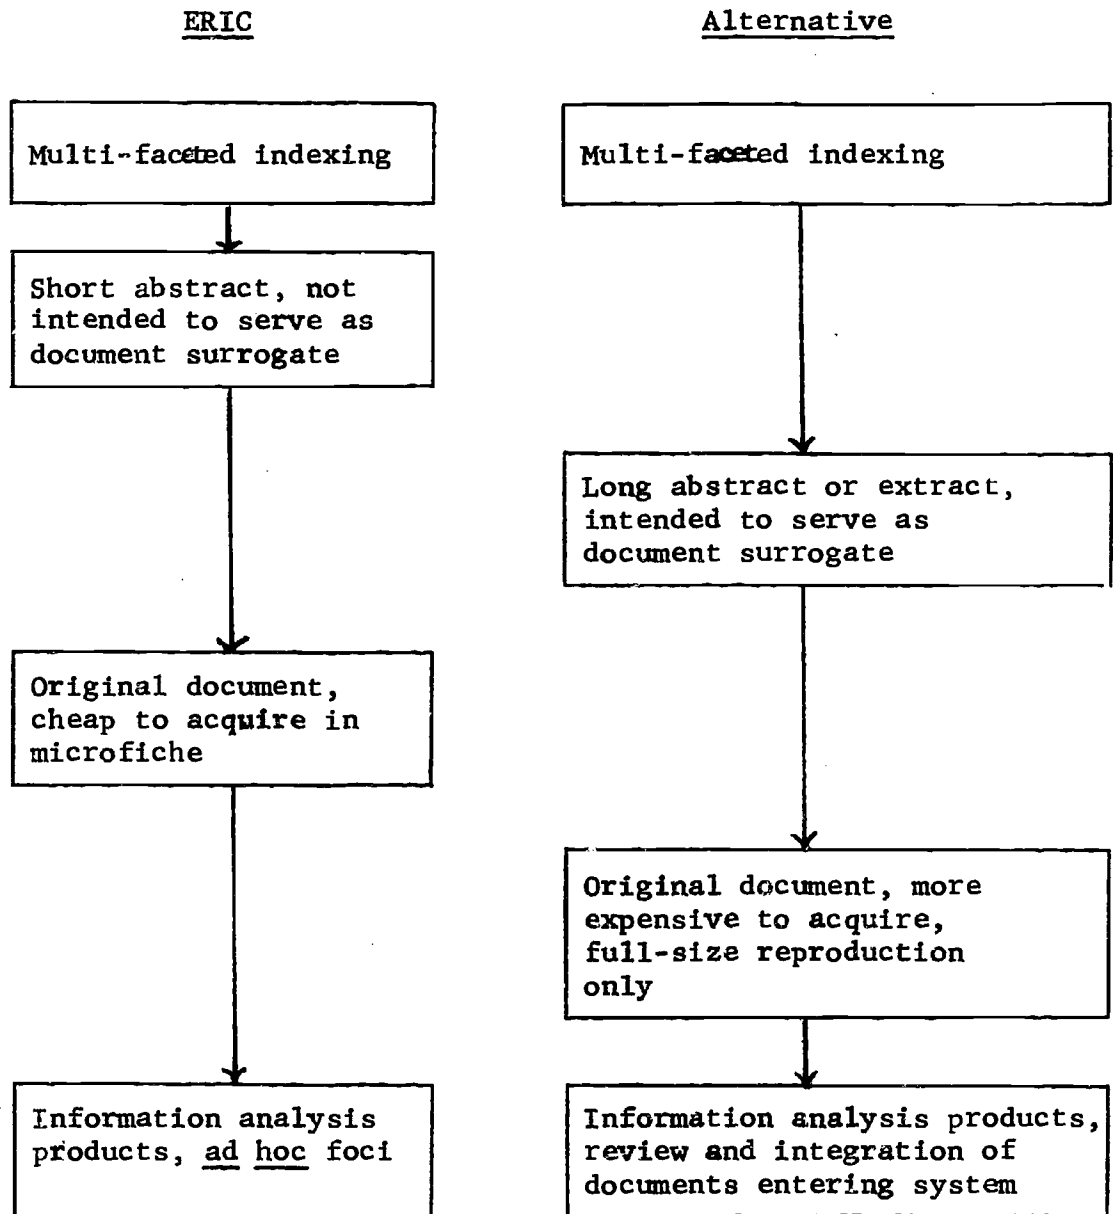 ERIC
Multi-faceted indexing
Short abstract, not
intended to serve as
document surrogate
Original document,
cheap to acquire in
microfiche
Information analysis
products, ad hoc foci
Alternative
Multi-faceted indexing
Long abstract or extract,
intended to serve as
document surrogate
Original document, more
expensive to acquire,
full-size reproduction
only
Information analysis products,
review and integration of
documents entering system